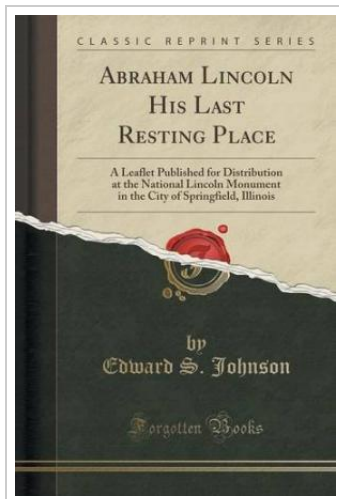 CLASSIC REPRINT SERIES
ABRAHAM LINCOLN
HIS LAST
RESTING PLACE
A Leaflet Published for Distribution
at the National Lincoln Monument
in the City of Springfield, Illinois
by
Edward S. Johnson
Forgotten Books